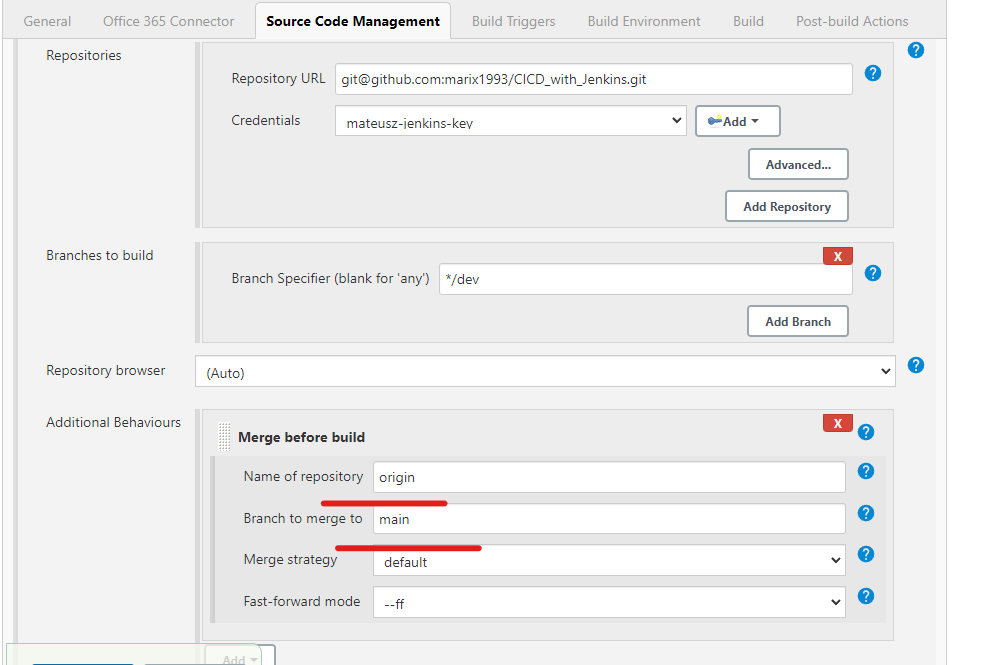 General Office 365 Connector Source Code Management Build Triggers Build Environment Build Post-build Actions
Repositories
Repository URL git@github.com:marix1993/CICD_with_Jenkins.git
Credentials mateusz-jenkins-key Add
Advanced...
Add Repository
Branches to build
X
Branch Specifier (blank for 'any') */dev
Add Branch
Repository browser (Auto)
Additional Behaviours
X
Merge before build
Name of repository origin
Branch to merge to main
Merge strategy default
Fast-forward mode --ff
Add